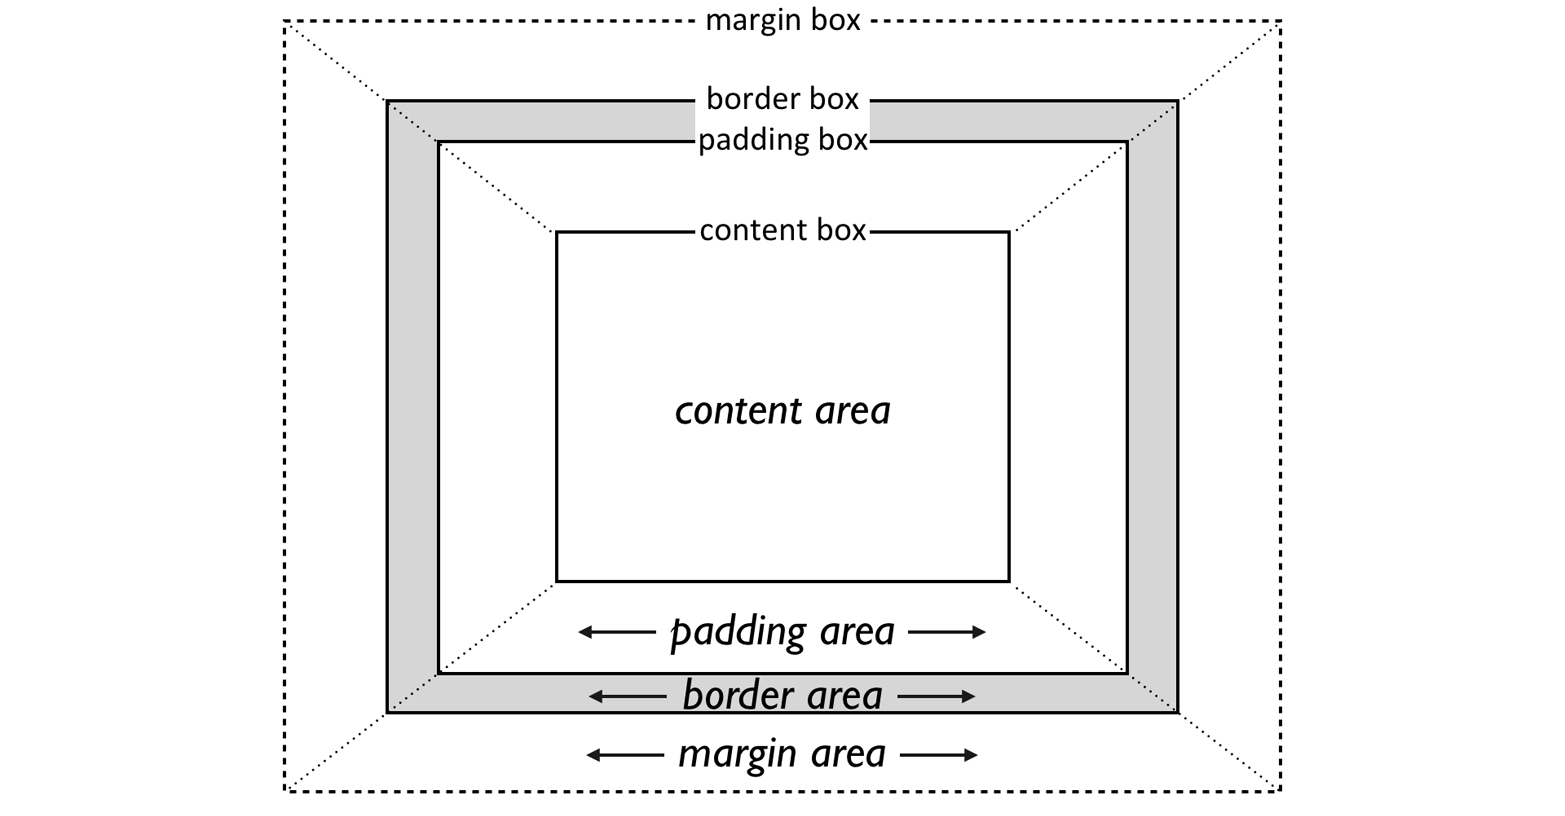 margin box
border box
padding box
content box
content area
padding area
border area
margin area